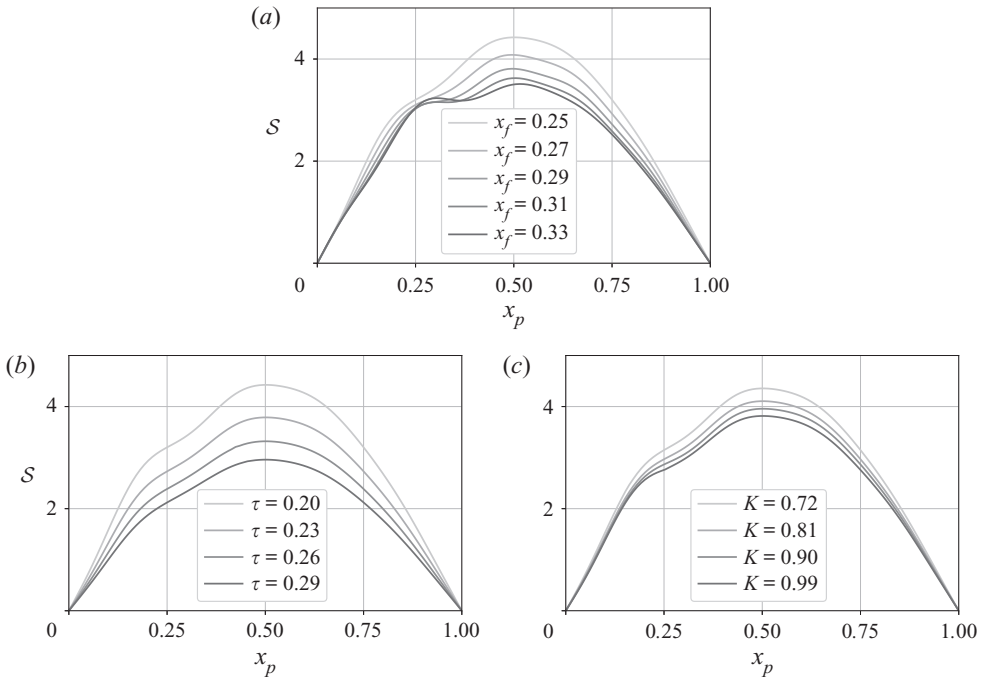 (a)
4
2
0
S
x_f = 0.25
x_f = 0.27
x_f = 0.29
x_f = 0.31
x_f = 0.33
0.25 0.50 0.75 1.00
x_p
(b)
4
2
0
S
τ = 0.20
τ = 0.23
τ = 0.26
τ = 0.29
0.25 0.50 0.75 1.00
x_p
(c)
4
2
0
K = 0.72
K = 0.81
K = 0.90
K = 0.99
0.25 0.50 0.75 1.00
x_p